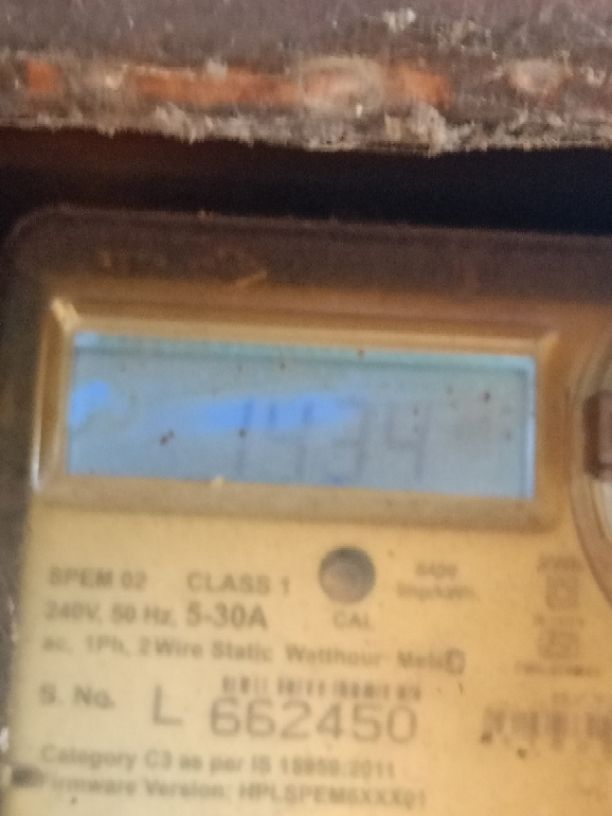 1434
SPEM 02 CLASS 1
240V, 50 Hz, 5-30A
CAL
ac, 1Ph, 2Wire Static Watthour Meter
S. No. L 662450
Category C3 as per IS 15959:2011
Firmware Version: